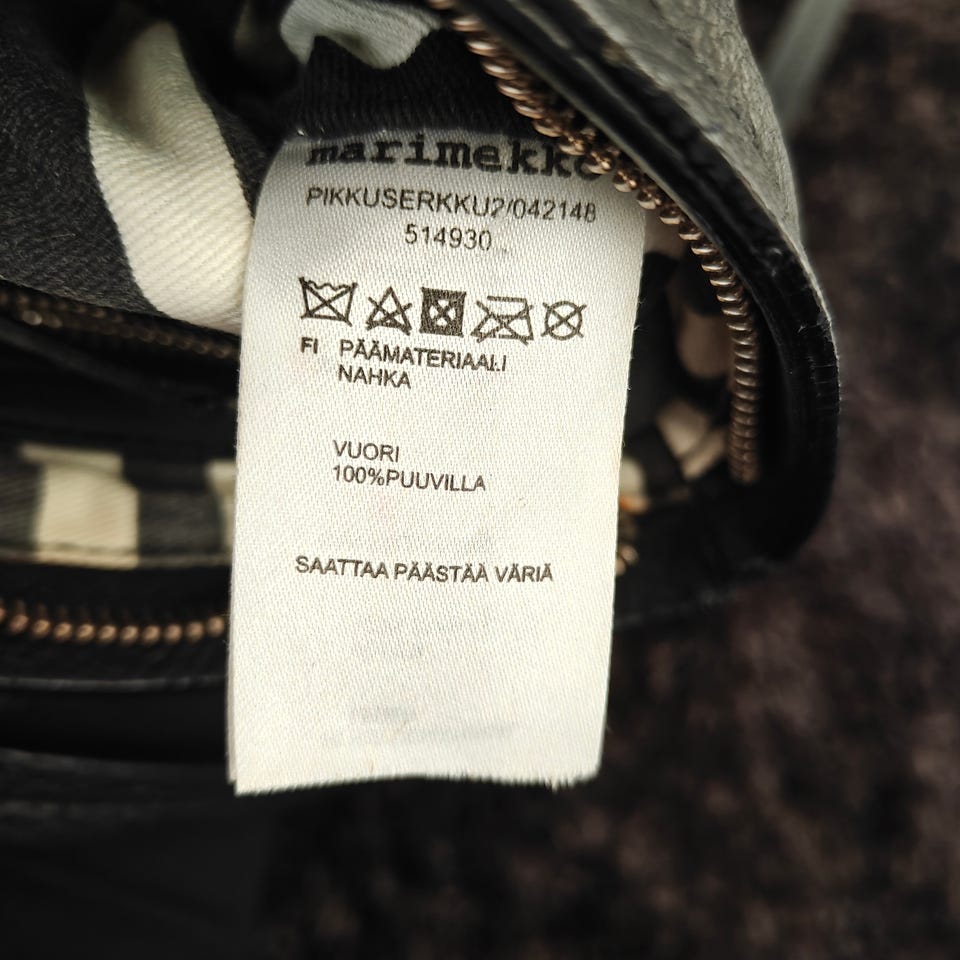 marimekko
PIKKUSERKKU2/042148
514930
FI PÄÄMATERIAALI
NAHKA
VUORI
100%PUUVILLA
SAATTAA PÄÄSTÄÄ VÄRIÄ